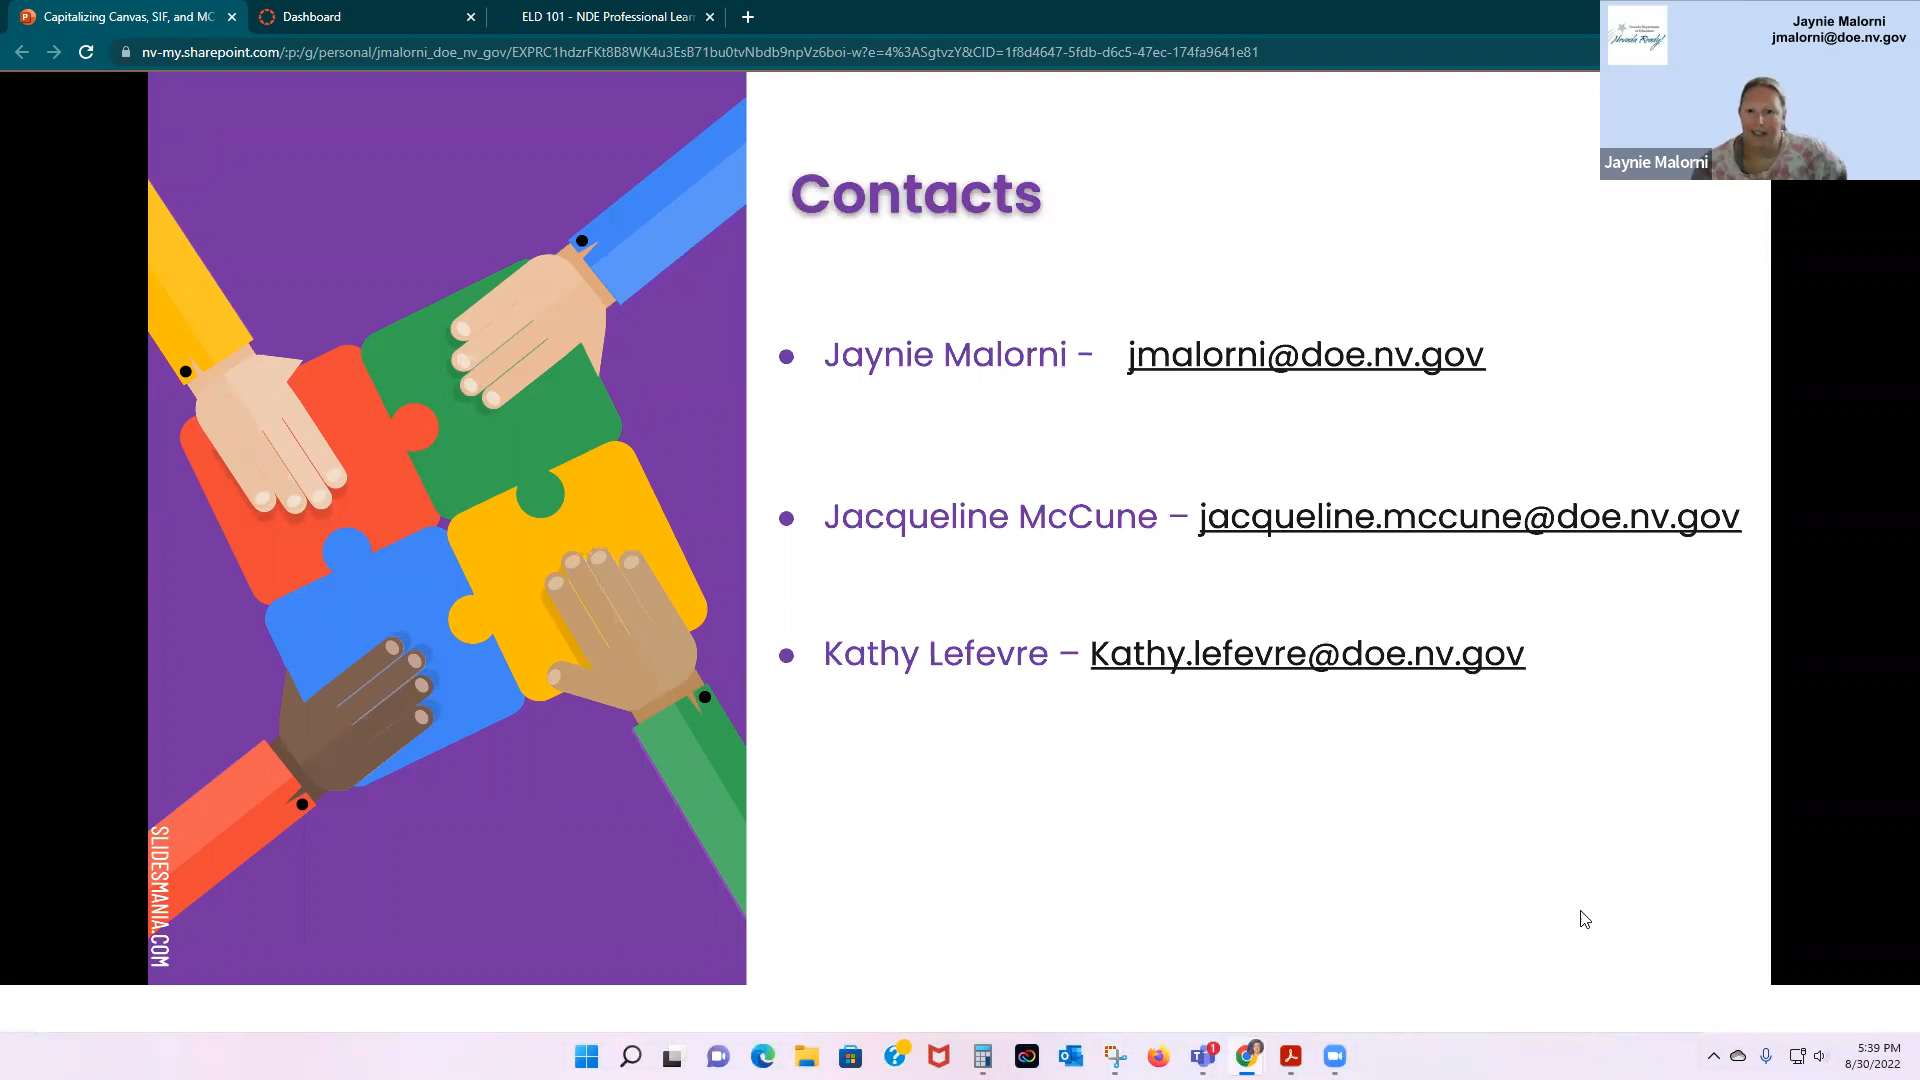 Capitalizing Canvas, SIF, and MC
Dashboard
ELD 101 - NDE Professional Lear
nv-my.sharepoint.com/:p:/g/personal/jmalorni_doe_nv_gov/EXPRC1hdzrFKt8B8WK4u3EsB71bu0tvNbdb9npVz6boi-w?e=4%3ASgtvzY&CID=1f8d4647-5fdb-d6c5-47ec-174fa9641e81
Nevada Ready!
Jaynie Malorni
jmalorni@doe.nv.gov
Jaynie Malorni
Contacts
Jaynie Malorni - jmalorni@doe.nv.gov
Jacqueline McCune – jacqueline.mccune@doe.nv.gov
Kathy Lefevre – Kathy.lefevre@doe.nv.gov
SLIDESMANIA.COM
1
5:39 PM
8/30/2022